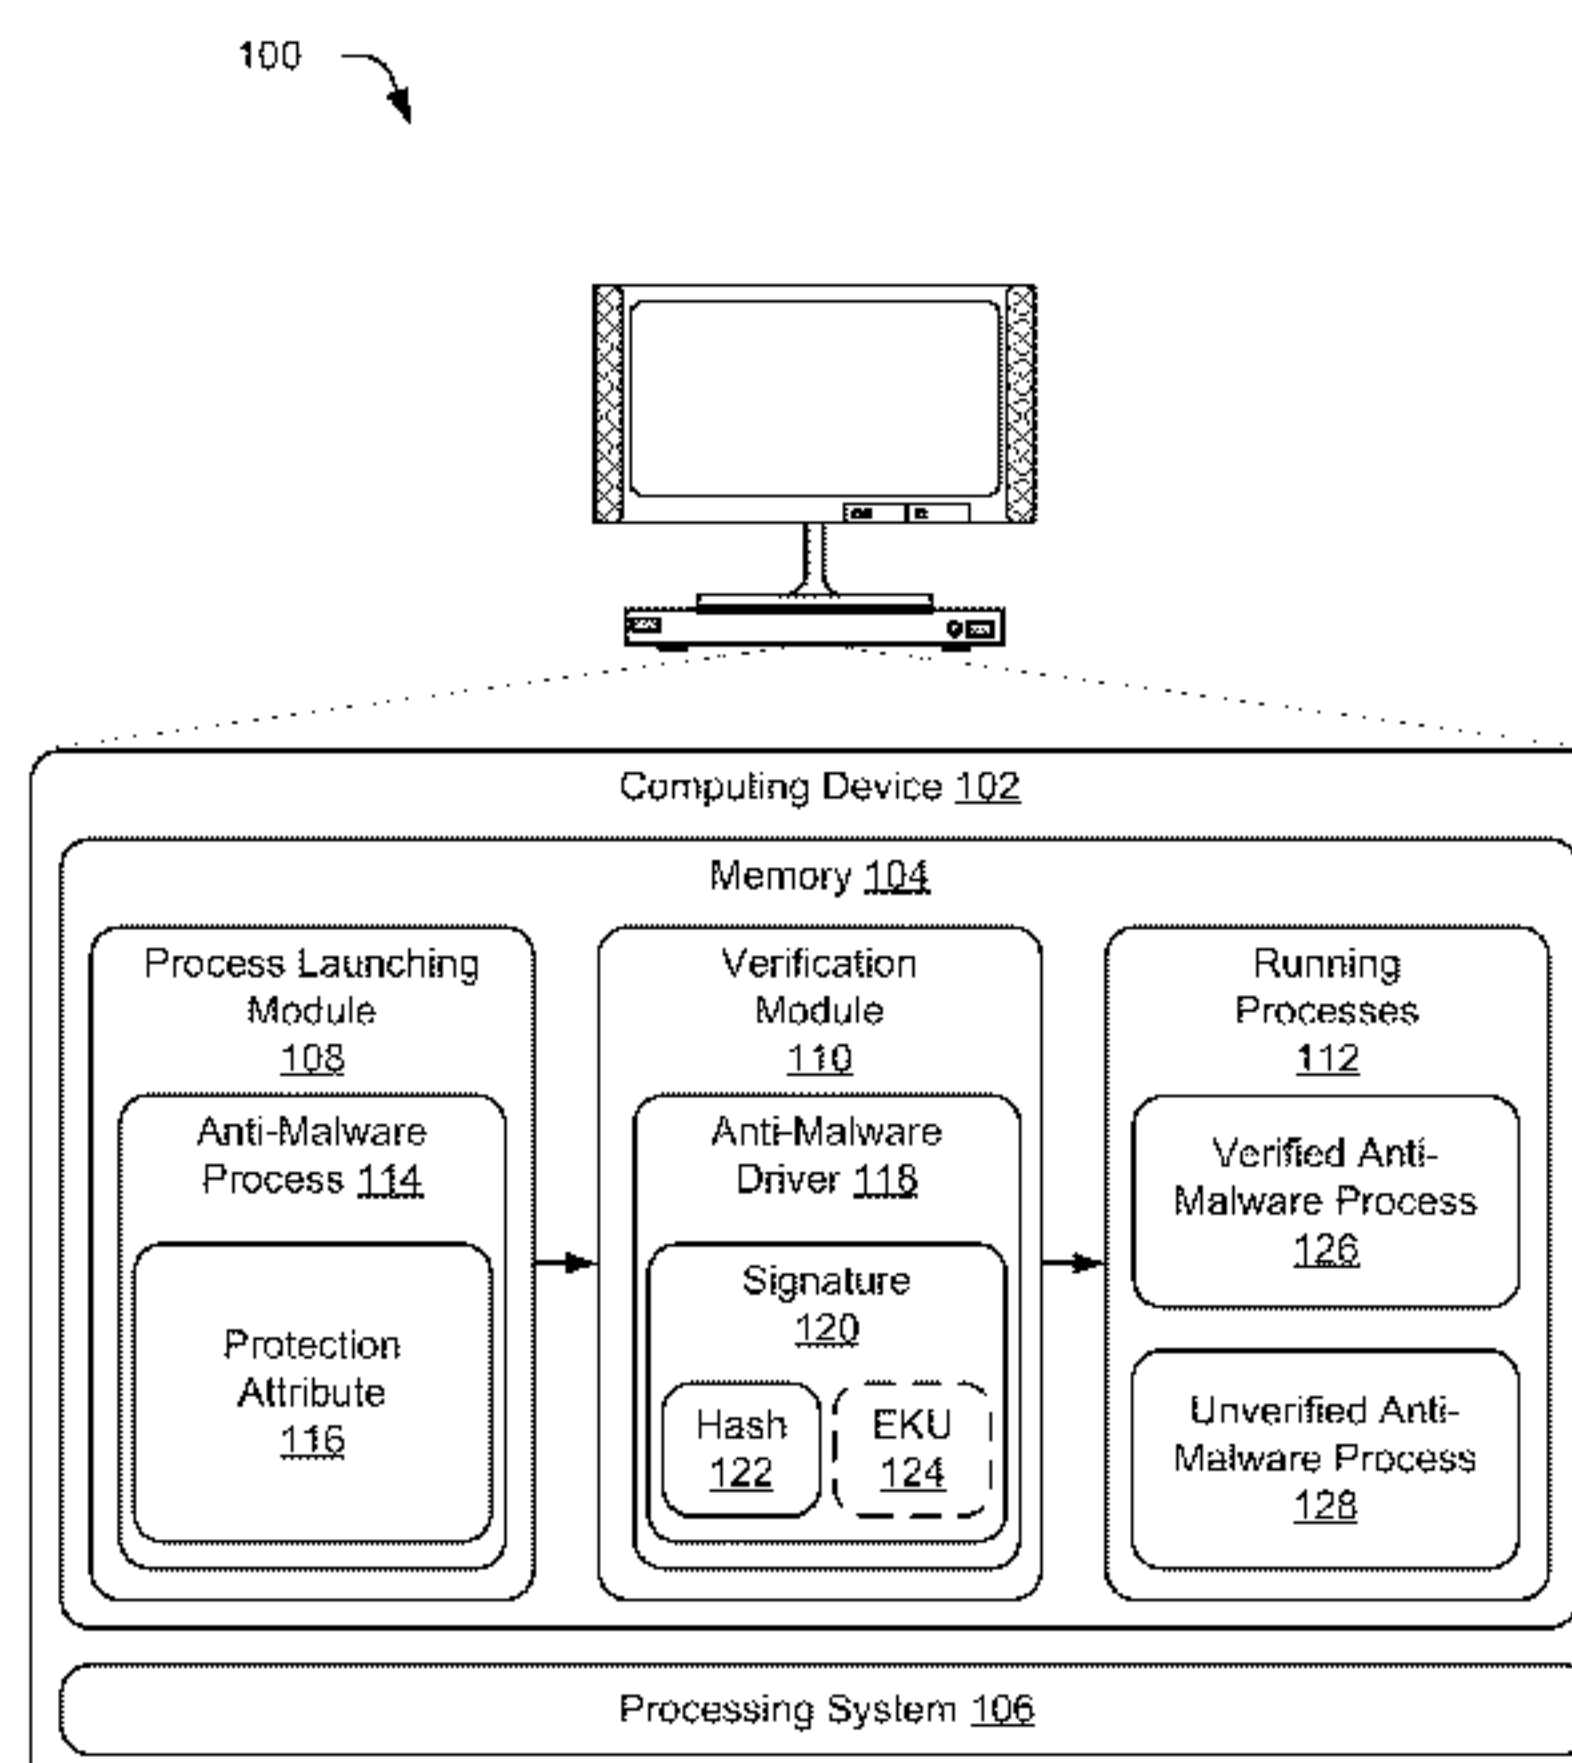 100
Computing Device 102
Memory 104
Process Launching
Module
108
Anti-Malware
Process 114
Protection
Attribute
116
Verification
Module
110
Anti-Malware
Driver 118
Signature
120
Hash
122
EKU
124
Running
Processes
112
Verified Anti-
Malware Process
126
Unverified Anti-
Malware Process
128
Processing System 106